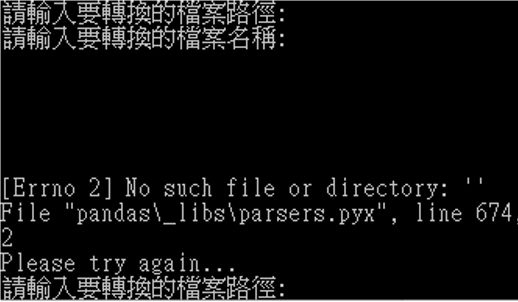 請輸入要轉換的檔案路徑:
請輸入要轉換的檔案名稱:
[Errno 2] No such file or directory: ''
File "pandas\_libs\parsers.pyx", line 674,
2
Please try again...
請輸入要轉換的檔案路徑: